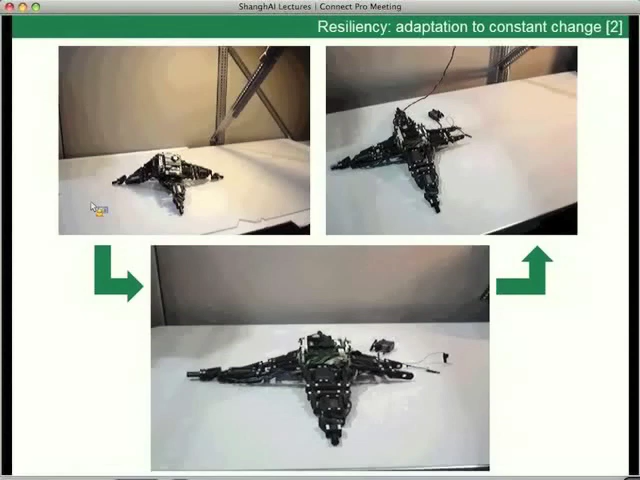 ShanghAI Lectures | Connect Pro Meeting
Resiliency: adaptation to constant change [2]